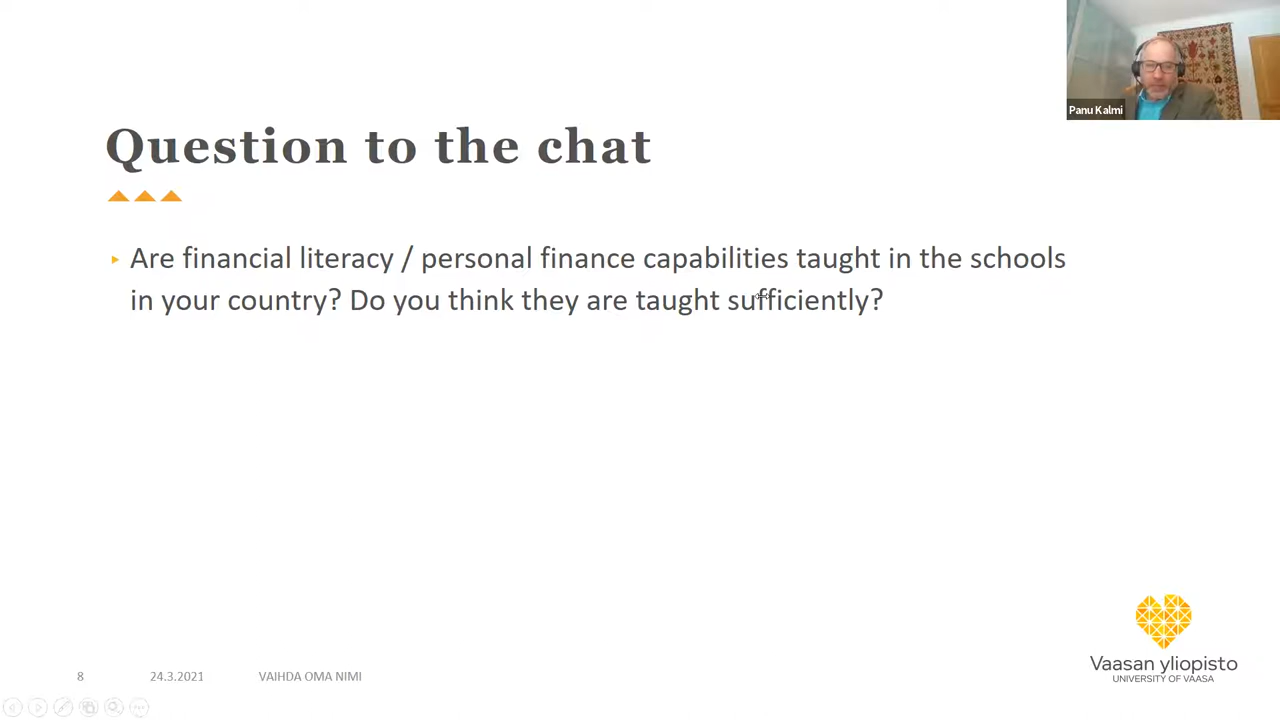 Panu Kalmi
Question to the chat
Are financial literacy / personal finance capabilities taught in the schools
in your country? Do you think they are taught sufficiently?
Vaasan yliopisto
UNIVERSITY OF VAASA
8 24.3.2021 VAIHDA OMA NIMI